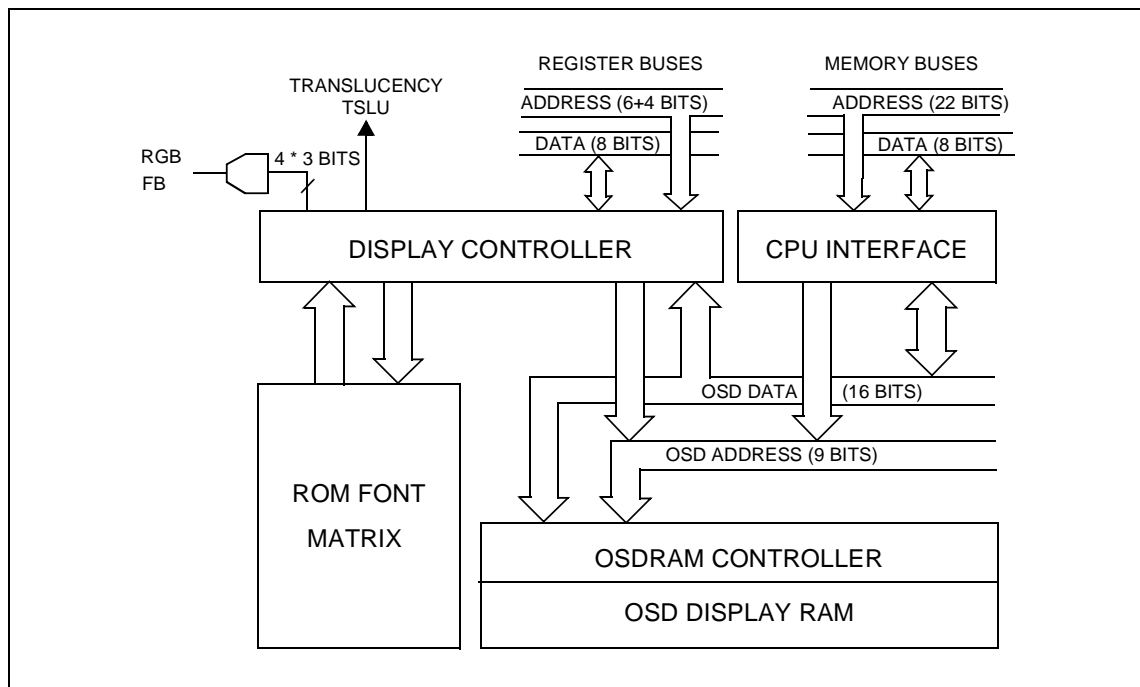 REGISTER BUSES
MEMORY BUSES
TRANSLUCENCY
TSLU
ADDRESS (6+4 BITS)
ADDRESS (22 BITS)
DATA (8 BITS)
DATA (8 BITS)
RGB
FB
4 * 3 BITS
DISPLAY CONTROLLER
CPU INTERFACE
OSD DATA (16 BITS)
OSD ADDRESS (9 BITS)
ROM FONT
MATRIX
OSDRAM CONTROLLER
OSD DISPLAY RAM